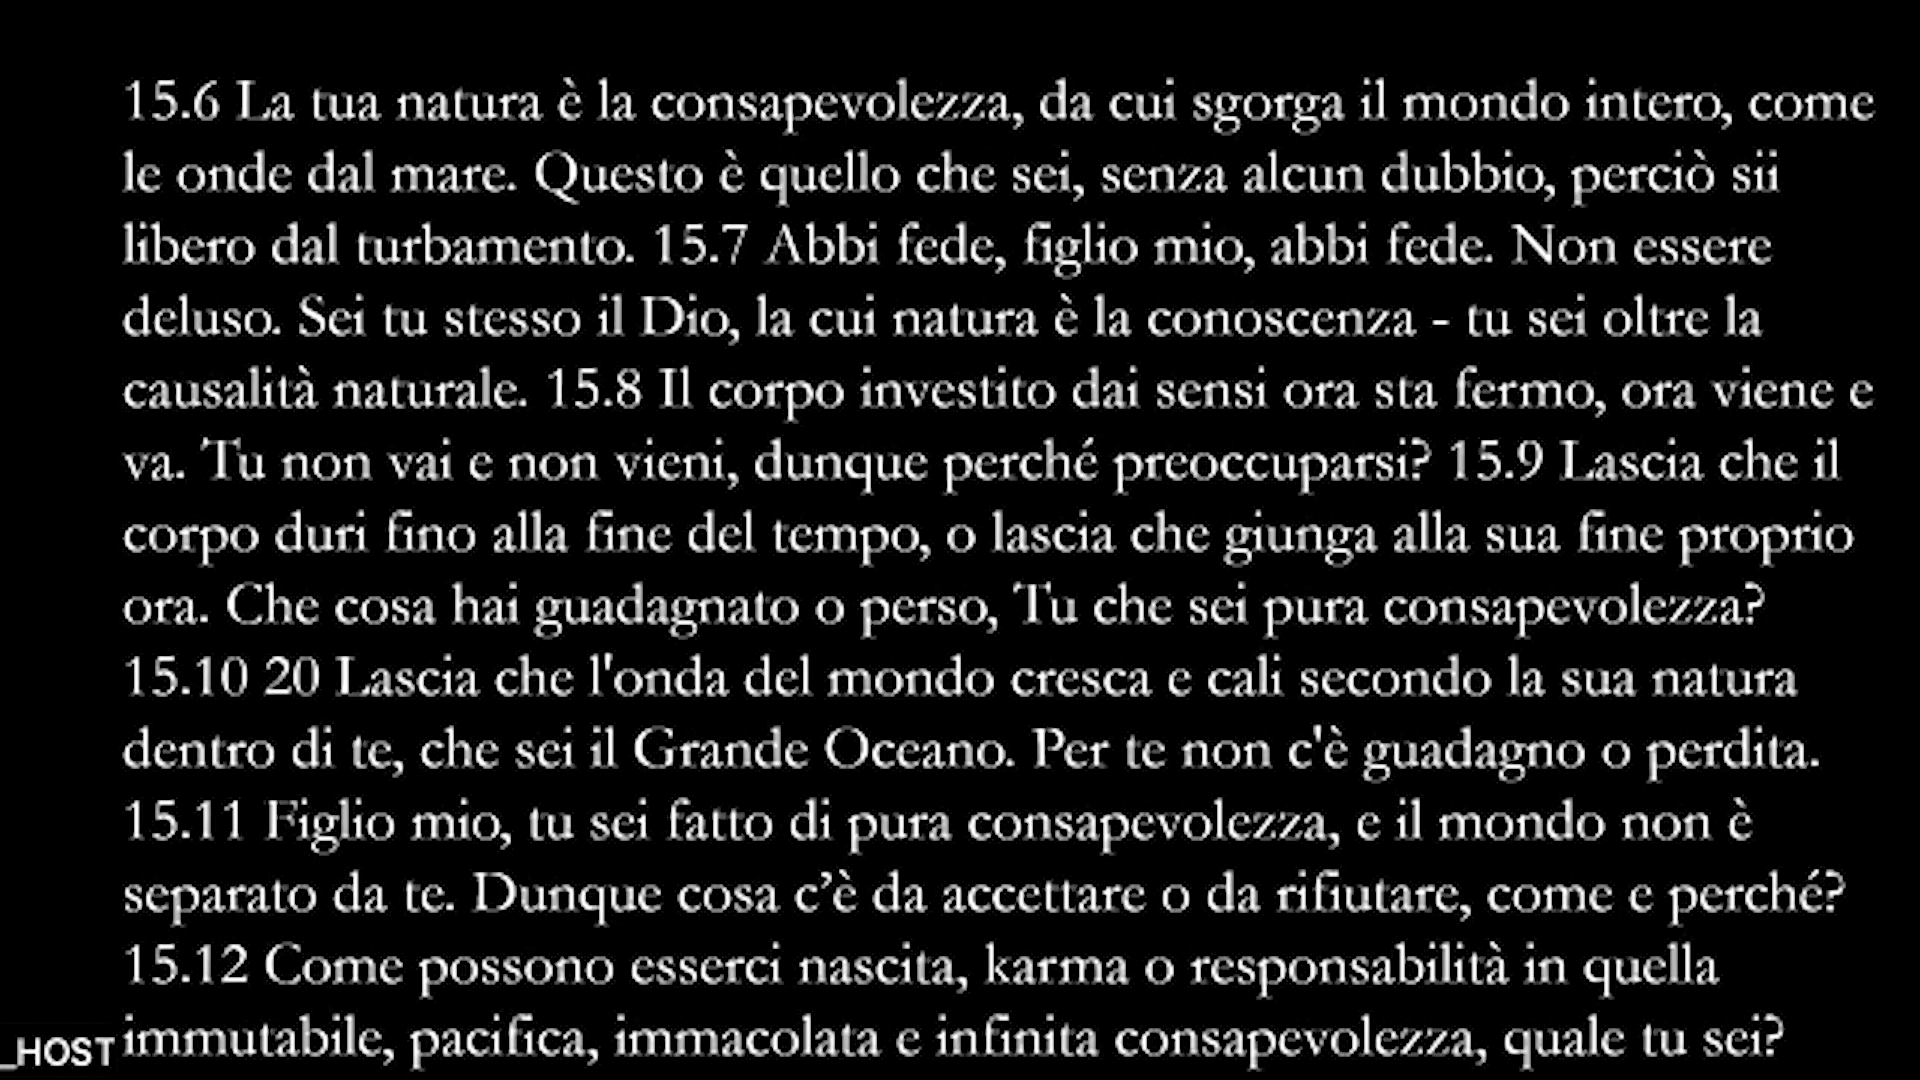 15.6 La tua natura è la consapevolezza, da cui sgorga il mondo intero, come
le onde dal mare. Questo è quello che sei, senza alcun dubbio, perciò sii
libero dal turbamento. 15.7 Abbi fede, figlio mio, abbi fede. Non essere
deluso. Sei tu stesso il Dio, la cui natura è la conoscenza - tu sei oltre la
causalità naturale. 15.8 Il corpo investito dai sensi ora sta fermo, ora viene e
va. Tu non vai e non vieni, dunque perché preoccuparsi? 15.9 Lascia che il
corpo duri fino alla fine del tempo, o lascia che giunga alla sua fine proprio
ora. Che cosa hai guadagnato o perso, Tu che sei pura consapevolezza?
15.10 20 Lascia che l'onda del mondo cresca e cali secondo la sua natura
dentro di te, che sei il Grande Oceano. Per te non c'è guadagno o perdita.
15.11 Figlio mio, tu sei fatto di pura consapevolezza, e il mondo non è
separato da te. Dunque cosa c’è da accettare o da rifiutare, come e perché?
15.12 Come possono esserci nascita, karma o responsabilità in quella
immutabile, pacifica, immacolata e infinita consapevolezza, quale tu sei?
_HOST